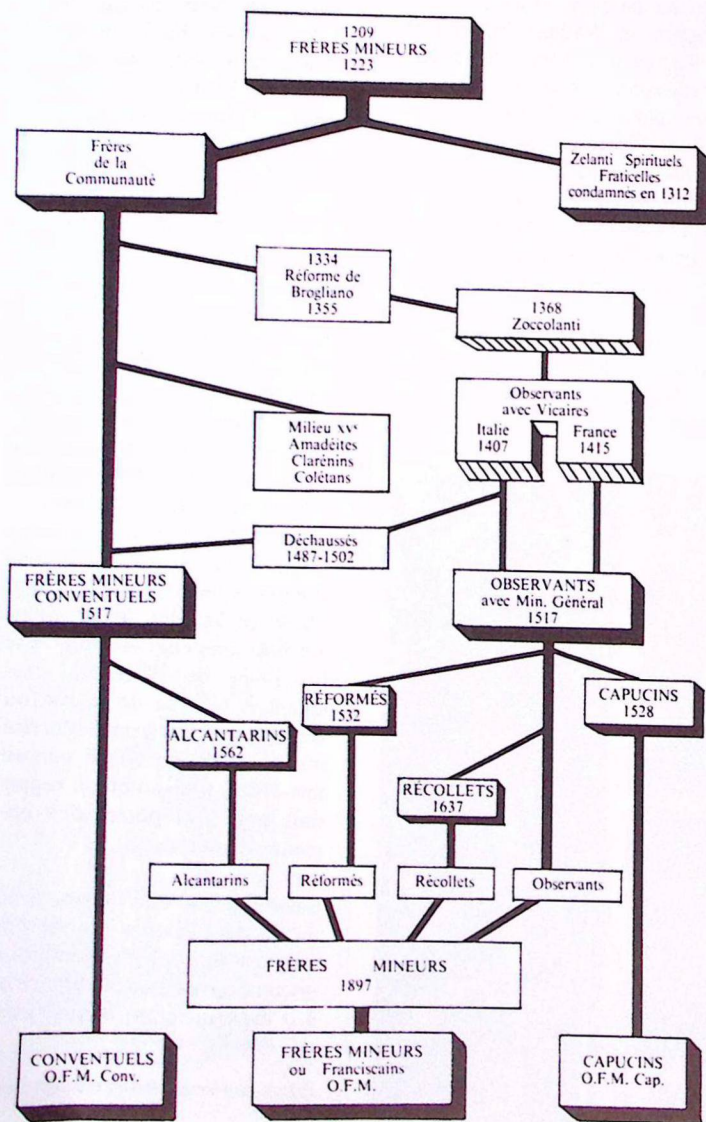 1209
FRÈRES MINEURS
1223
Frères
de la
Communauté
Zelanti Spirituels
Fraticelles
condamnés en 1312
1334
Réforme de
Brogliano
1355
1368
Zoccolanti
Observants
avec Vicaires
Italie
1407
France
1415
Milieu xvᵉ
Amadéites
Clarénins
Colétans
Déchaussés
1487-1502
FRÈRES MINEURS
CONVENTUELS
1517
OBSERVANTS
avec Min. Général
1517
RÉFORMÉS
1532
CAPUCINS
1528
ALCANTARINS
1562
RÉCOLLETS
1637
Alcantarins
Réformés
Récollets
Observants
FRÈRES MINEURS
1897
CONVENTUELS
O.F.M. Conv.
FRÈRES MINEURS
ou Franciscains
O.F.M.
CAPUCINS
O.F.M. Cap.